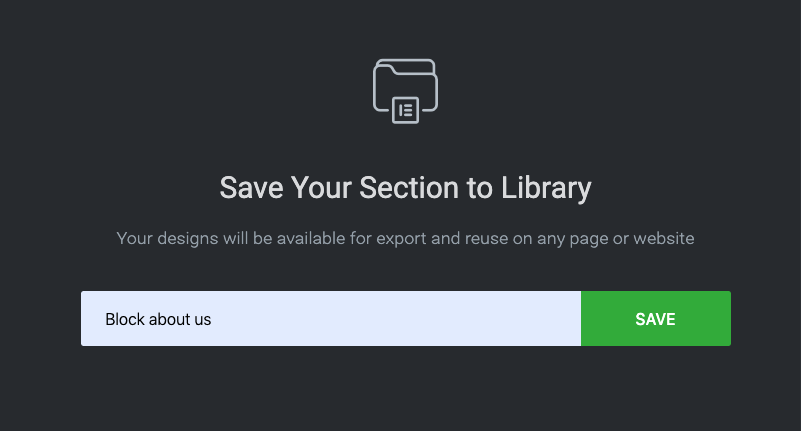 Save Your Section to Library
Your designs will be available for export and reuse on any page or website
Block about us
SAVE